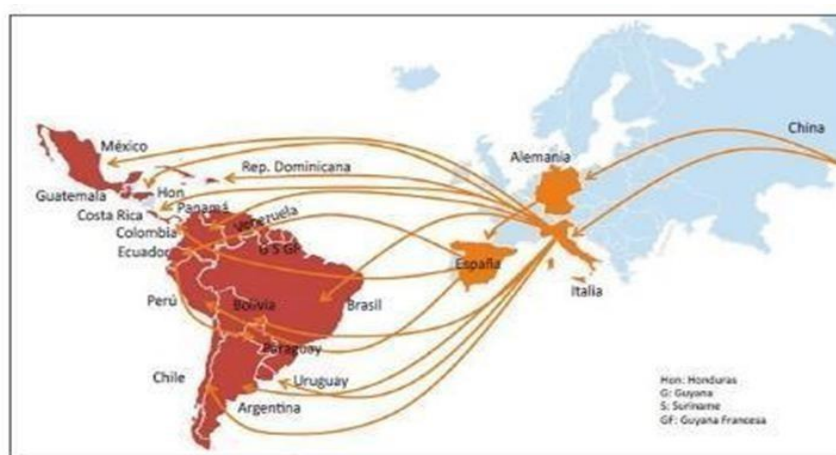 China
México
Alemania
Rep. Dominicana
Guatemala
Hon
Costa Rica
Panamá
Venezuela
Colombia
Ecuador
G S GF
España
Italia
Perú
Bolivia
Brasil
Paraguay
Chile
Uruguay
Argentina
Hon: Honduras
G: Guyana
S: Suriname
GF: Guyana Francesa